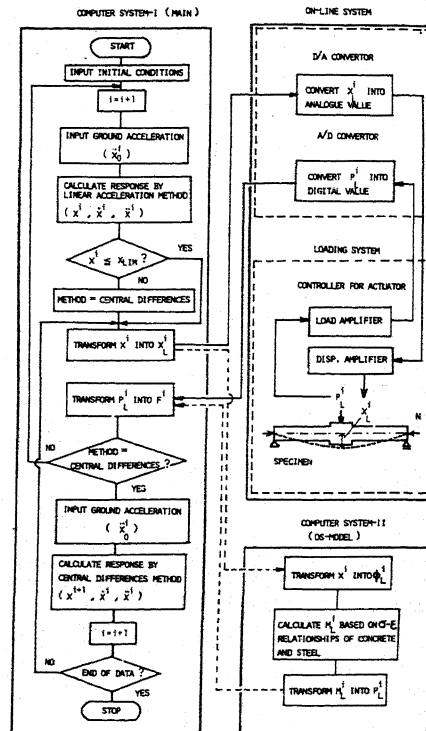 COMPUTER SYSTEM-I (MAIN)
START
INPUT INITIAL CONDITIONS
i=i+1
INPUT GROUND ACCELERATION
( ẍ₀ⁱ )
CALCULATE RESPONSE BY
LINEAR ACCELERATION METHOD
( xⁱ, ẋⁱ, ẍⁱ )
xⁱ ≤ x_LIM ?
YES
NO
METHOD = CENTRAL DIFFERENCES
TRANSFORM xⁱ INTO X_Lⁱ
TRANSFORM P_Lⁱ INTO Fⁱ
NO
METHOD =
CENTRAL DIFFERENCES ?
YES
INPUT GROUND ACCELERATION
( ẍ₀ⁱ )
CALCULATE RESPONSE BY
CENTRAL DIFFERENCES METHOD
( xⁱ⁺¹, ẋⁱ, ẍⁱ )
i=i+1
NO
END OF DATA ?
YES
STOP
ON-LINE SYSTEM
D/A CONVERTOR
CONVERT X_Lⁱ INTO
ANALOGUE VALUE
A/D CONVERTOR
CONVERT P_Lⁱ INTO
DIGITAL VALUE
LOADING SYSTEM
CONTROLLER FOR ACTUATOR
LOAD AMPLIFIER
DISP. AMPLIFIER
P_Lⁱ
X_Lⁱ
N
SPECIMEN
COMPUTER SYSTEM-II
(DS-MODEL)
TRANSFORM xⁱ INTO ϕ_Lⁱ
CALCULATE M_Lⁱ BASED ON σ-ε
RELATIONSHIPS OF CONCRETE
AND STEEL
TRANSFORM M_Lⁱ INTO P_Lⁱ